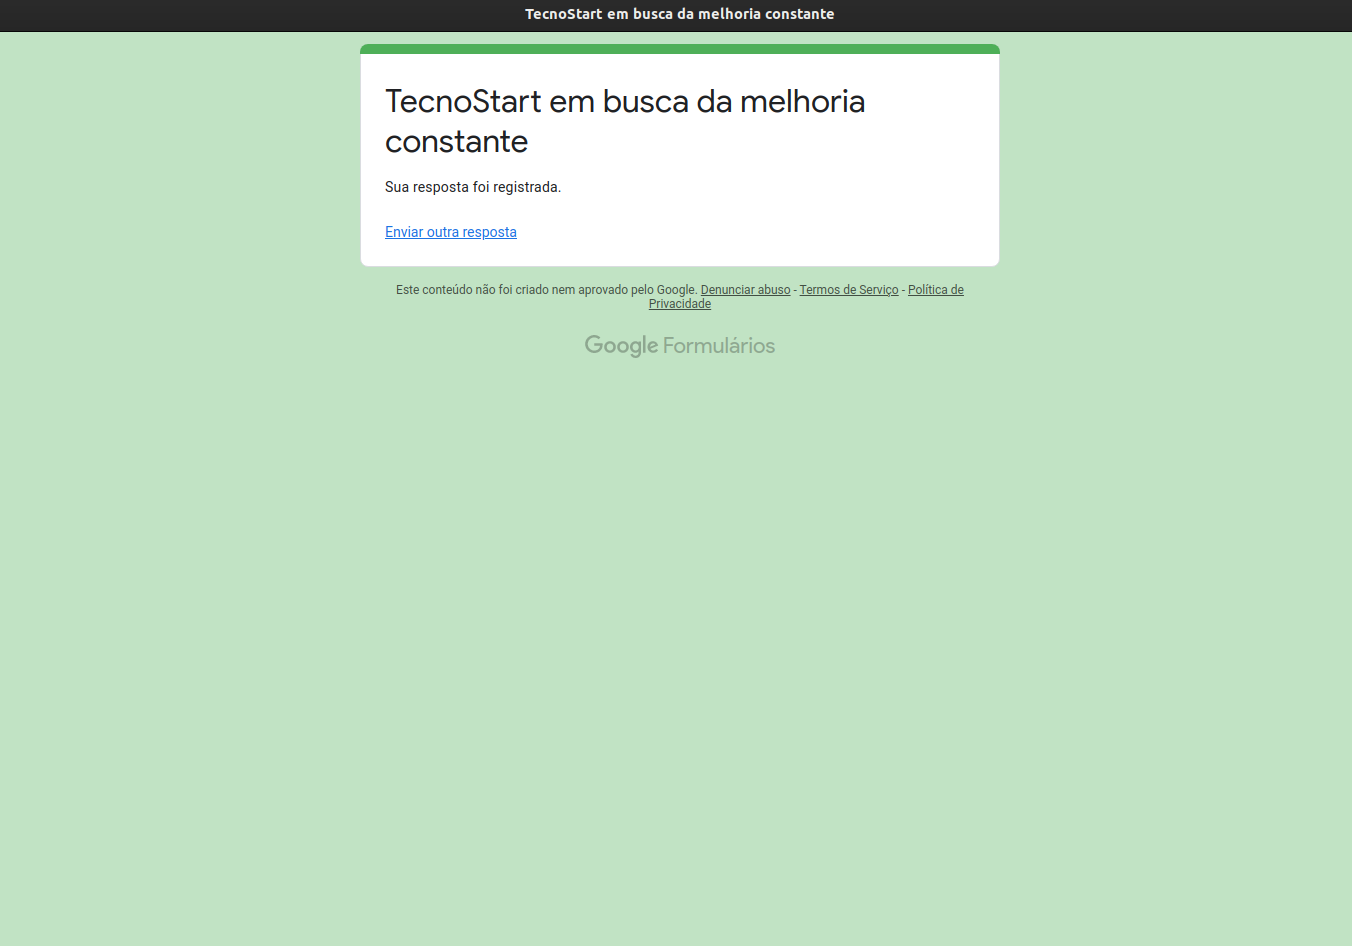 TecnoStart em busca da melhoria constante
TecnoStart em busca da melhoria
constante
Sua resposta foi registrada.
Enviar outra resposta
Este conteúdo não foi criado nem aprovado pelo Google. Denunciar abuso - Termos de Serviço - Política de
Privacidade
Google Formulários